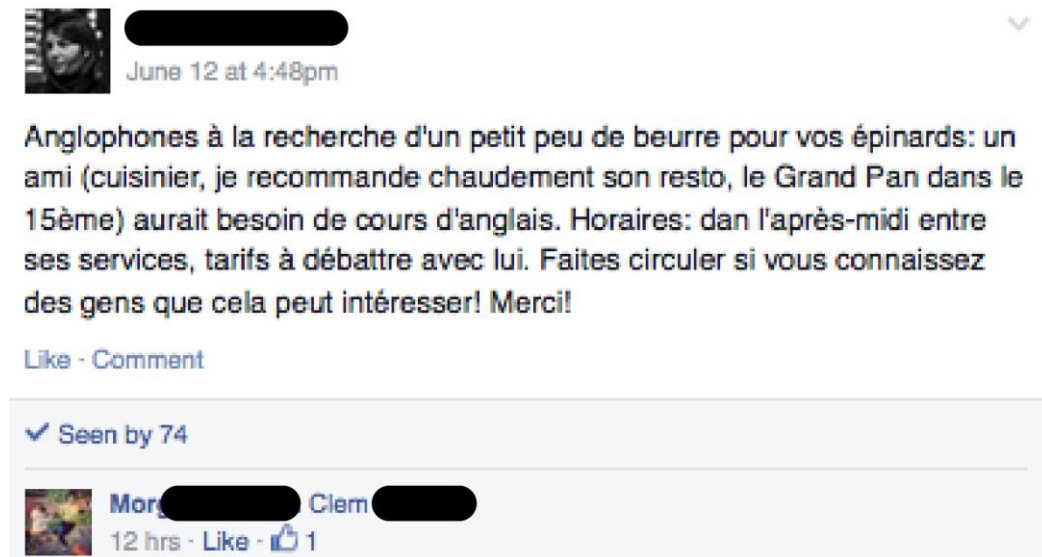 June 12 at 4:48pm
Anglophones à la recherche d'un petit peu de beurre pour vos épinards: un
ami (cuisinier, je recommande chaudement son resto, le Grand Pan dans le
15ème) aurait besoin de cours d'anglais. Horaires: dan l'après-midi entre
ses services, tarifs à débattre avec lui. Faites circuler si vous connaissez
des gens que cela peut intéresser! Merci!
Like · Comment
Seen by 74
Clem
12 hrs · Like · 1